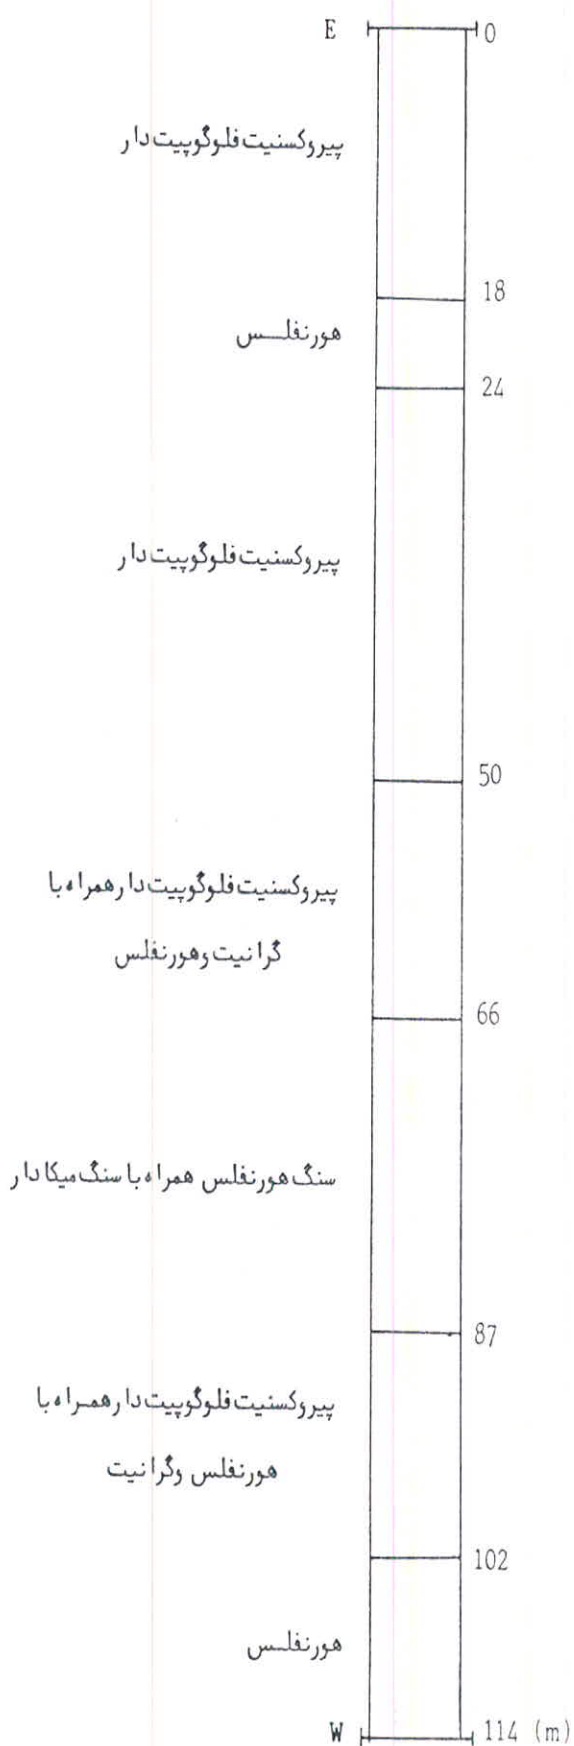 E
0
پیروکسنیت فلوگوپیت دار
18
هورنفلس
24
پیروکسنیت فلوگوپیت دار
50
پیروکسنیت فلوگوپیت دار همراه با
گرانیت وهورنفلس
66
سنگ هورنفلس همراه با سنگ میکا دار
87
پیروکسنیت فلوگوپیت دار همراه با
هورنفلس وگرانیت
102
هورنفلس
W
114 (m)